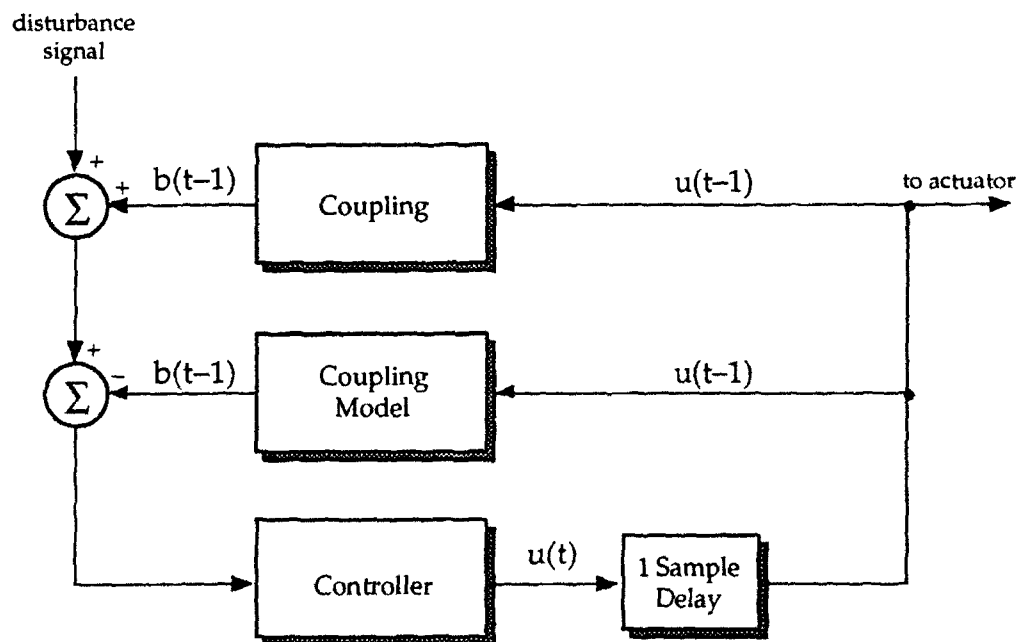 disturbance
signal
+
+
b(t–1)
Coupling
u(t–1)
to actuator
Σ
+
–
b(t–1)
Coupling
Model
u(t–1)
Σ
Controller
u(t)
1 Sample
Delay